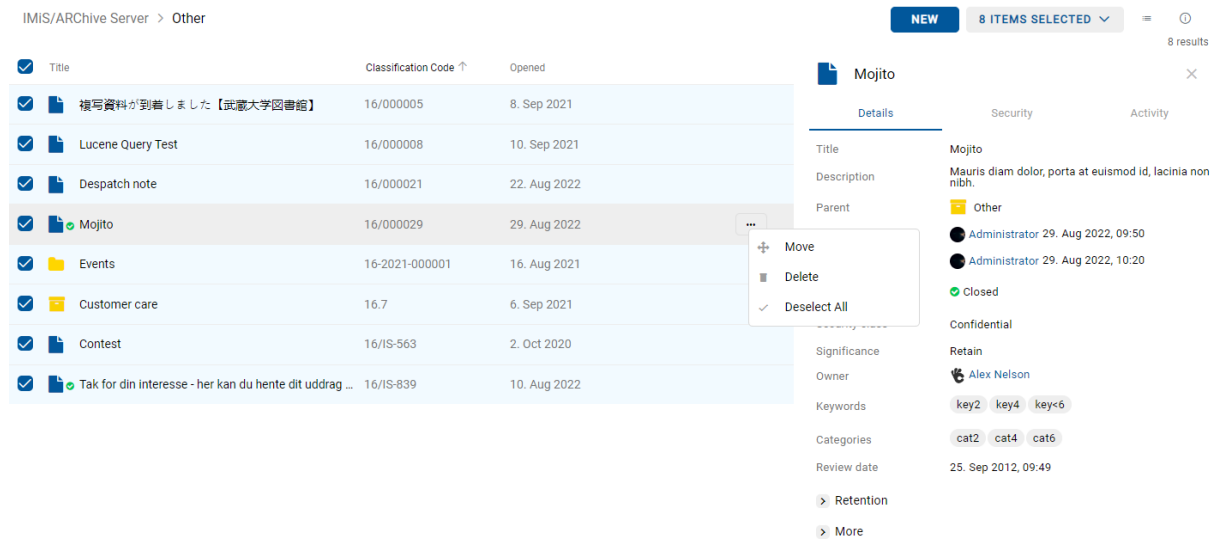 IMiS/ARChive Server > Other
NEW
8 ITEMS SELECTED
8 results
Title Classification Code ↑ Opened
複写資料が到着しました【武蔵大学図書館】 16/000005 8. Sep 2021
Lucene Query Test 16/000008 10. Sep 2021
Despatch note 16/000021 22. Aug 2022
Mojito 16/000029 29. Aug 2022
Events 16-2021-000001 16. Aug 2021
Customer care 16.7 6. Sep 2021
Contest 16/IS-563 2. Oct 2020
Tak for din interesse - her kan du hente dit uddrag ... 16/IS-839 10. Aug 2022
Move
Delete
Deselect All
Mojito
Details Security Activity
Title Mojito
Description Mauris diam dolor, porta at euismod id, lacinia non
nibh.
Parent Other
Administrator 29. Aug 2022, 09:50
Administrator 29. Aug 2022, 10:20
Closed
Confidential
Significance Retain
Owner Alex Nelson
Keywords key2 key4 key<6
Categories cat2 cat4 cat6
Review date 25. Sep 2012, 09:49
Retention
More